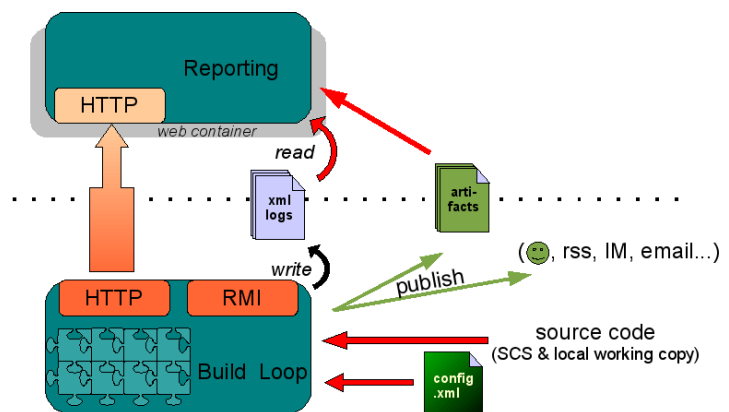 Reporting
HTTP
web container
read
xml
logs
arti-
facts
(, rss, IM, email...)
write
publish
HTTP
RMI
source code
(SCS & local working copy)
Build Loop
config
.xml